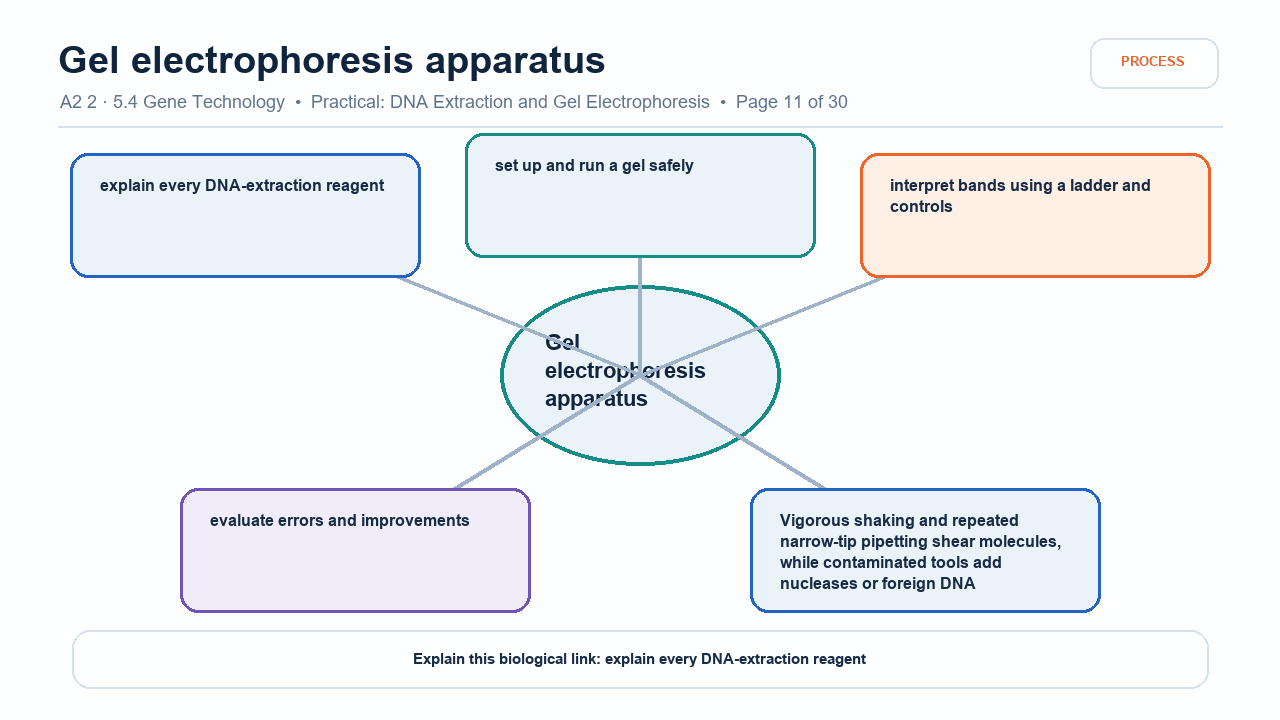 Gel electrophoresis apparatus
PROCESS
A2 2 · 5.4 Gene Technology • Practical: DNA Extraction and Gel Electrophoresis • Page 11 of 30
explain every DNA-extraction reagent
set up and run a gel safely
interpret bands using a ladder and
controls
Gel
electrophoresis
apparatus
evaluate errors and improvements
Vigorous shaking and repeated
narrow-tip pipetting shear molecules,
while contaminated tools add
nucleases or foreign DNA
Explain this biological link: explain every DNA-extraction reagent